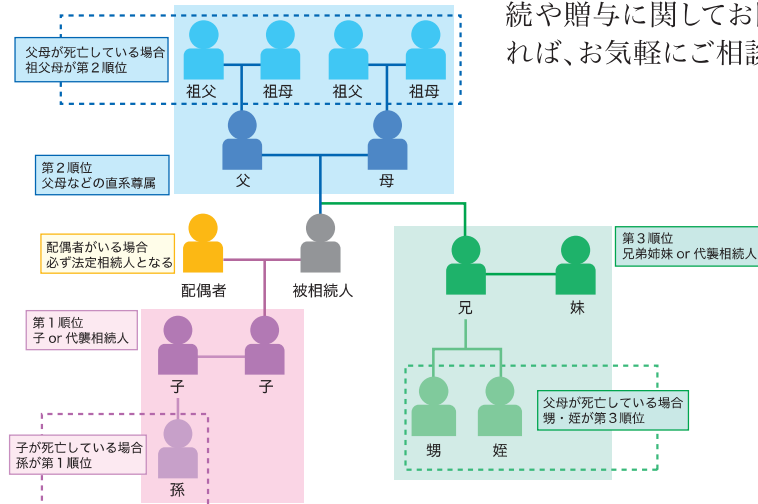 続や贈与に関してお
れば、お気軽にご相談
父母が死亡している場合
祖父母が第2順位
祖父
祖母
祖父
祖母
第2順位
父母などの直系尊属
父
母
配偶者がいる場合
必ず法定相続人となる
配偶者
被相続人
第3順位
兄弟姉妹 or 代襲相続人
兄
妹
第1順位
子 or 代襲相続人
子
子
父母が死亡している場合
甥・姪が第3順位
甥
姪
子が死亡している場合
孫が第1順位
孫